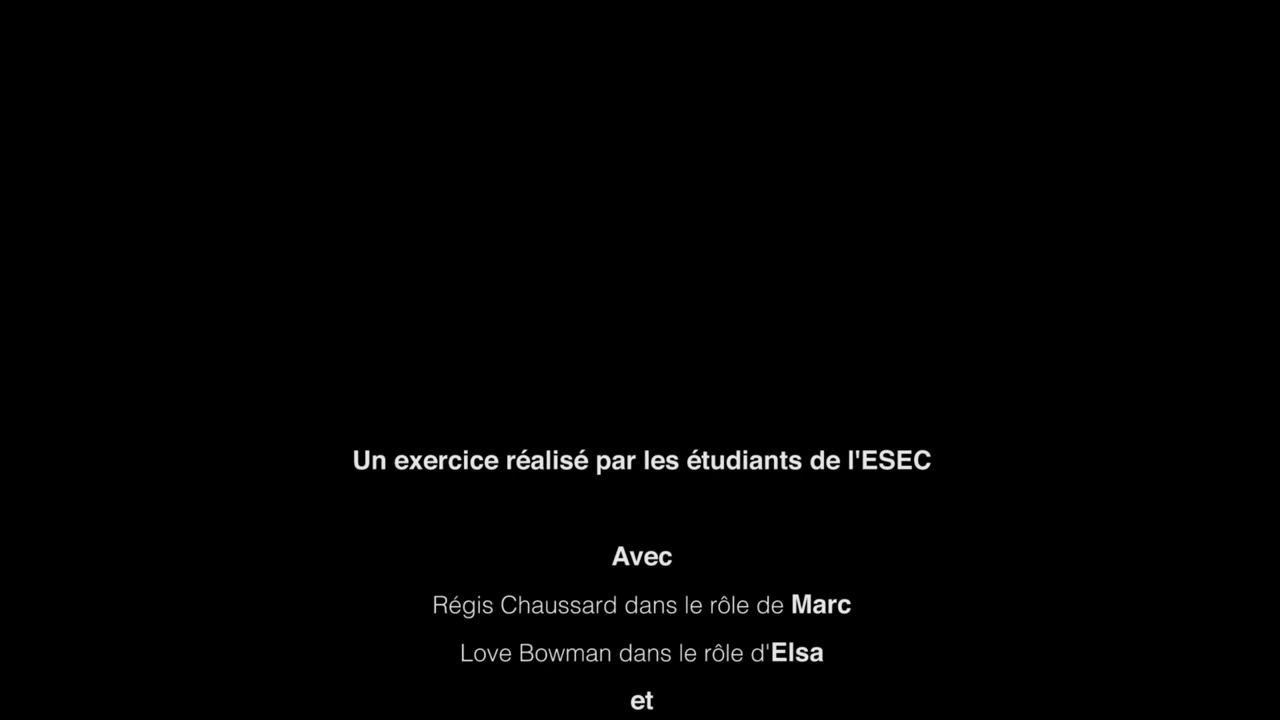 Un exercice réalisé par les étudiants de l'ESEC
Avec
Régis Chaussard dans le rôle de Marc
Love Bowman dans le rôle d'Elsa
et